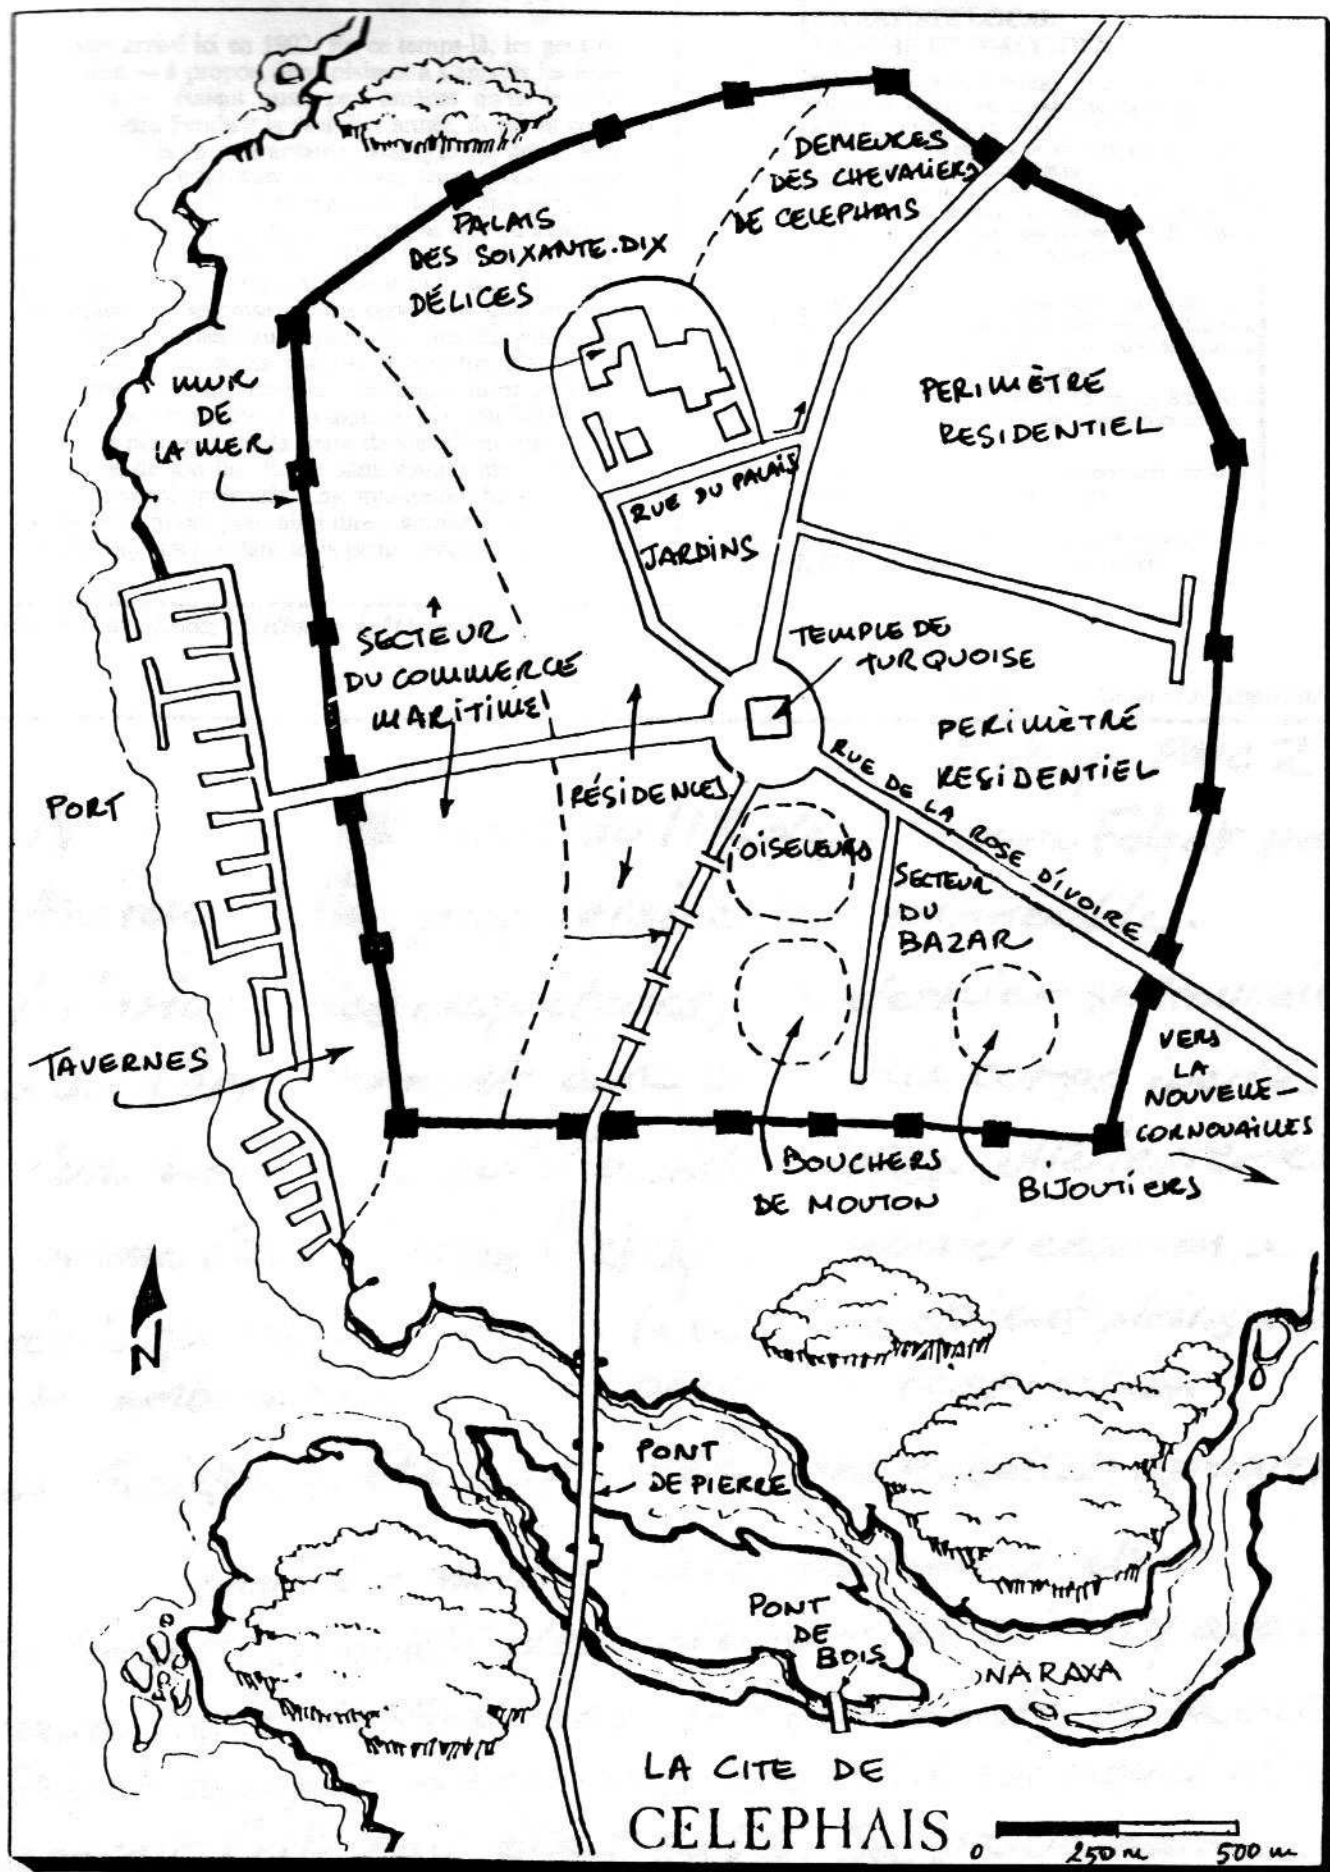 DEMEURES
DES CHEVALIERS
DE CELEPHAIS
PALAIS
DES SOIXANTE.DIX
DÉLICES
MUR
DE
LA MER
PERIMÈTRE
RESIDENTIEL
RUE DU PALAIS
JARDINS
SECTEUR
DU COMMERCE
MARITIME
TEMPLE DE
TURQUOISE
PERIMÈTRE
RESIDENTIEL
RUE DE LA ROSE D'IVOIRE
PORT
RÉSIDENCES
OISELEURS
SECTEUR
DU
BAZAR
TAVERNES
VERS
LA
NOUVELLE-
CORNOUAILLES
BOUCHERS
DE MOUTON
BIJOUTIERS
N
PONT
DE PIERRE
PONT
DE
BOIS
NARAXA
LA CITE DE
CELEPHAIS
0 250 m 500 m